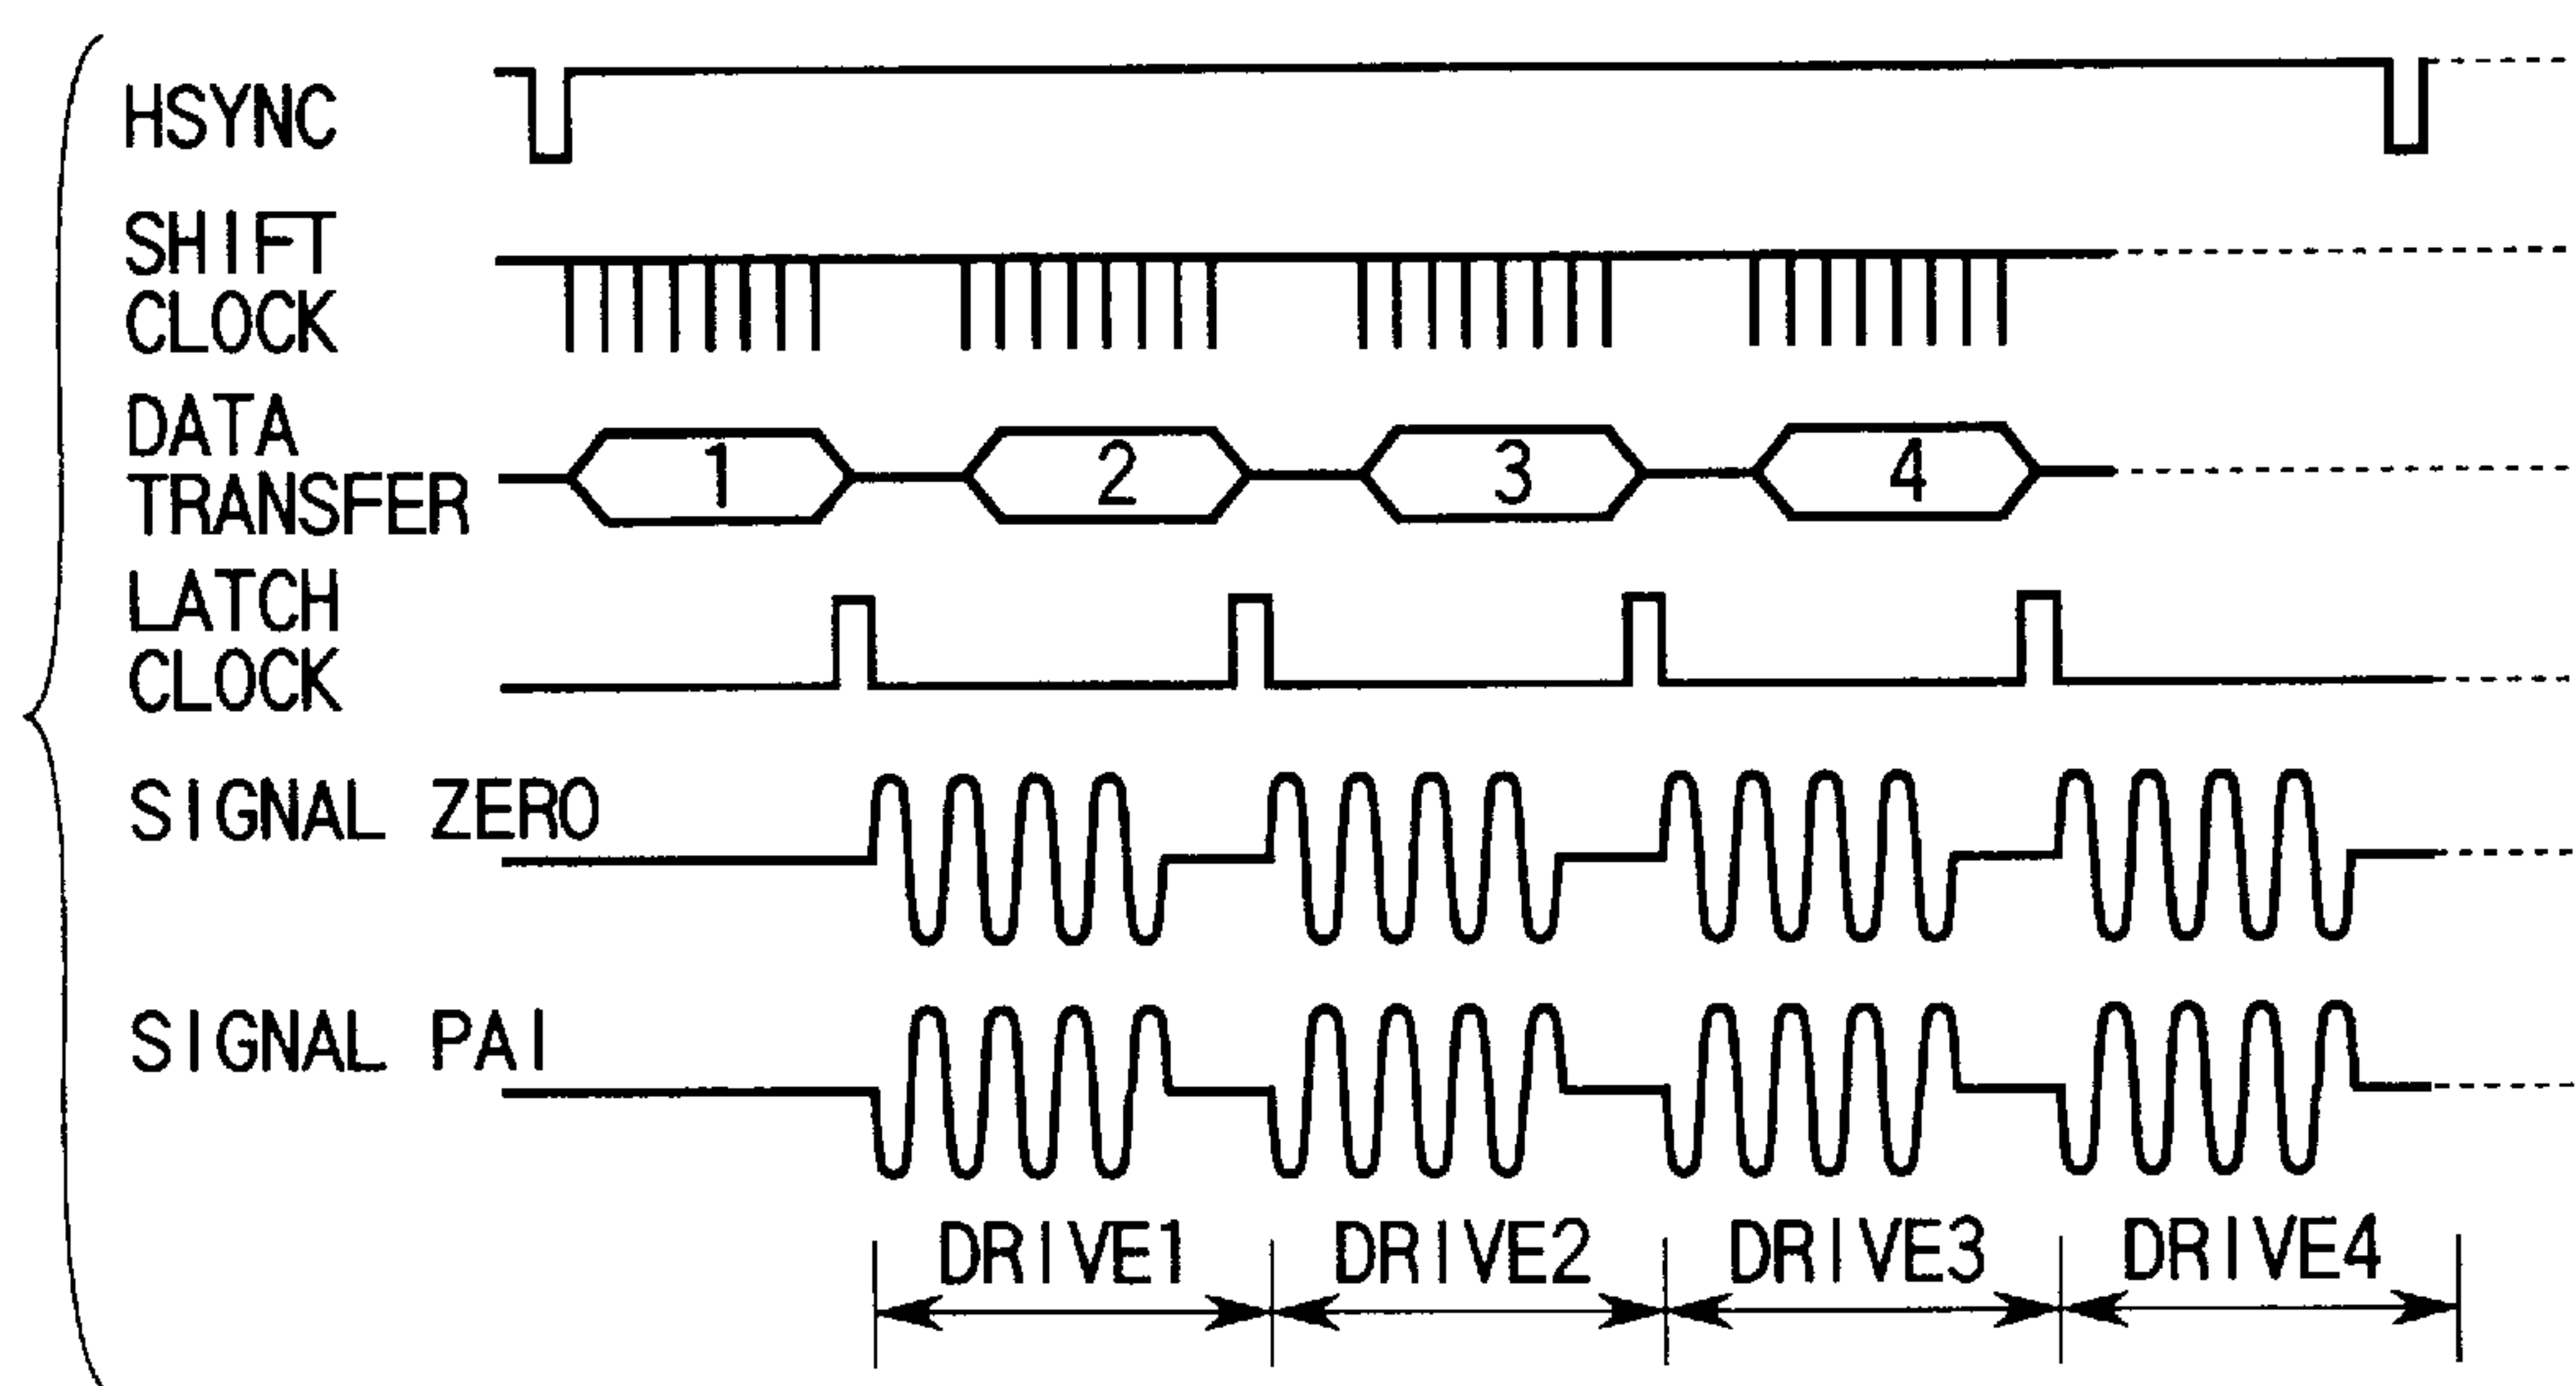 HSYNC
SHIFT
CLOCK
DATA
TRANSFER
1 2 3 4
LATCH
CLOCK
SIGNAL ZERO
SIGNAL PAI
DRIVE1 DRIVE2 DRIVE3 DRIVE4